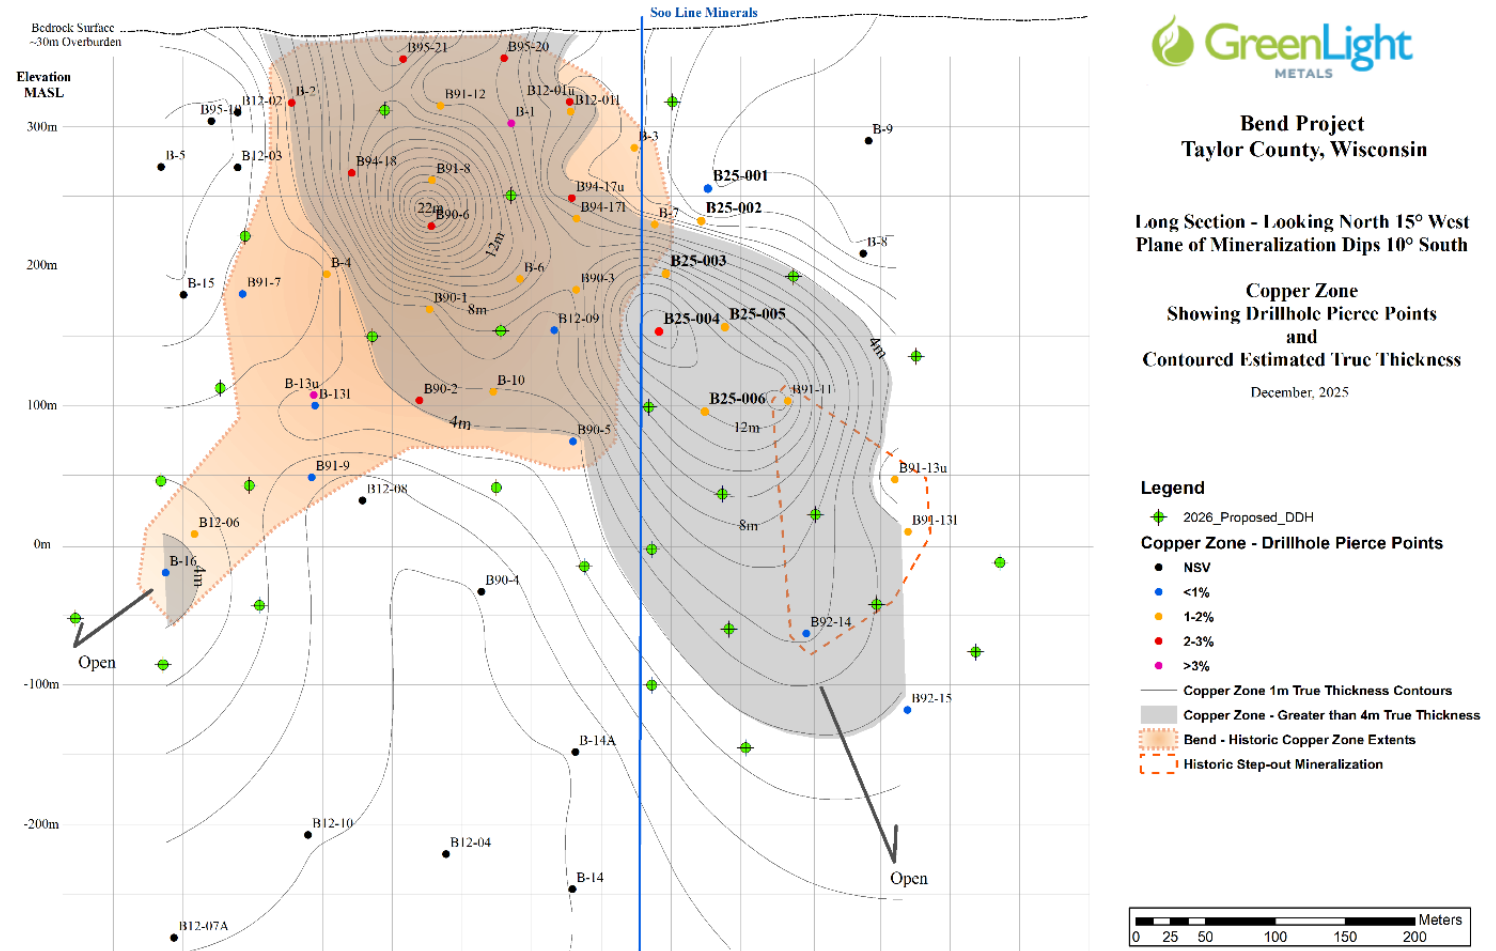 Soo Line Minerals
Bedrock Surface
~30m Overburden
Elevation
MASL
300m
200m
100m
0m
-100m
-200m
B95-21
B95-20
B-2
B12-02
B91-12
B12-01u
B12-01l
B-1
B-3
B-9
B-5
B12-03
B94-18
B91-8
B94-17u
B94-17l
B25-001
B25-002
B-7
22m
B90-6
12m
B-8
B-4
B-6
B90-3
B25-003
B-15
B91-7
B90-1
8m
B12-09
B25-004
B25-005
4m
B-13u
B-13l
B90-2
B-10
B91-11
B25-006
12m
4m
B90-5
B91-9
B12-08
B91-13u
8m
B91-13l
B12-06
B-16
4m
B90-4
B92-14
Open
B92-15
B-14A
B12-10
B12-04
B-14
Open
B12-07A
GreenLight
METALS
Bend Project
Taylor County, Wisconsin
Long Section - Looking North 15° West
Plane of Mineralization Dips 10° South
Copper Zone
Showing Drillhole Pierce Points
and
Contoured Estimated True Thickness
December, 2025
Legend
2026_Proposed_DDH
Copper Zone - Drillhole Pierce Points
NSV
<1%
1-2%
2-3%
>3%
Copper Zone 1m True Thickness Contours
Copper Zone - Greater than 4m True Thickness
Bend - Historic Copper Zone Extents
Historic Step-out Mineralization
Meters
0 25 50 100 150 200